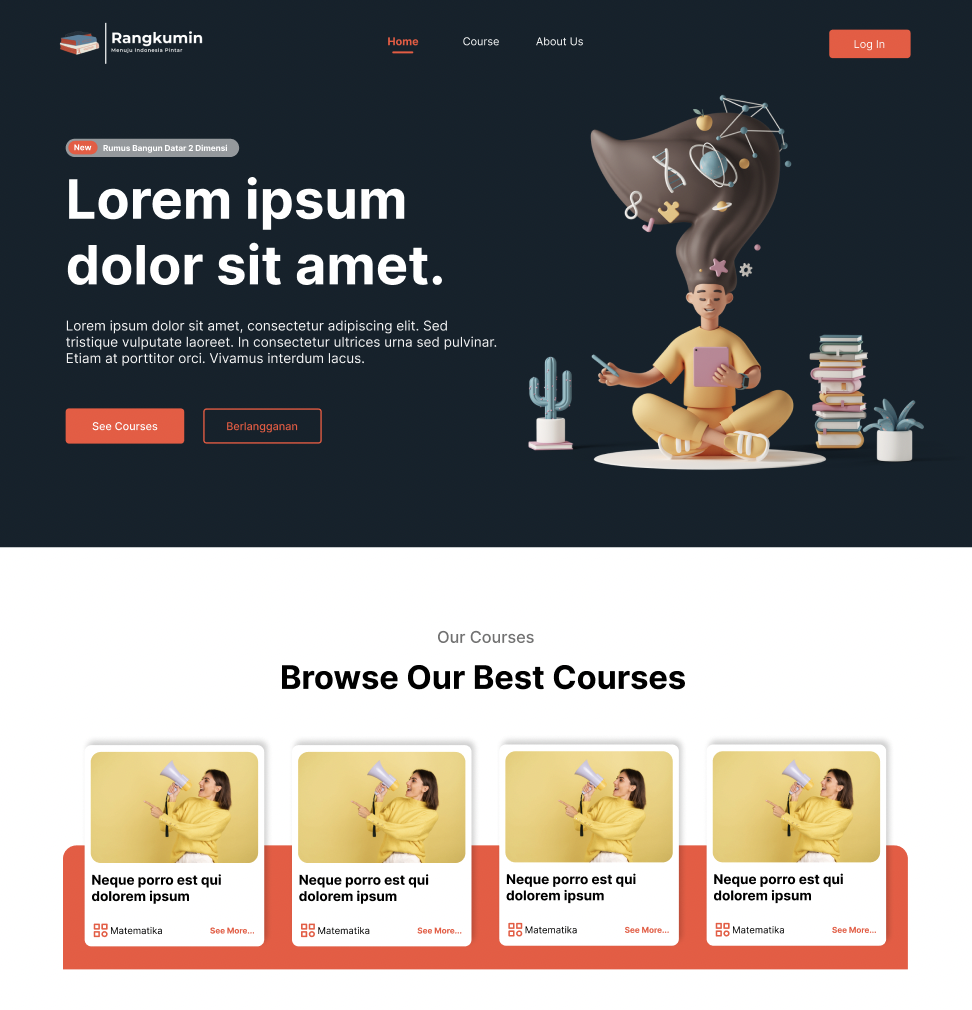 Rangkumin
Menuju Indonesia Pintar
Home
Course
About Us
Log In
New
Rumus Bangun Datar 2 Dimensi
Lorem ipsum
dolor sit amet.
Lorem ipsum dolor sit amet, consectetur adipiscing elit. Sed
tristique vulputate laoreet. In consectetur ultrices urna sed pulvinar.
Etiam at porttitor orci. Vivamus interdum lacus.
See Courses
Berlangganan
Our Courses
Browse Our Best Courses
Neque porro est qui
dolorem ipsum
Matematika
See More...
Neque porro est qui
dolorem ipsum
Matematika
See More...
Neque porro est qui
dolorem ipsum
Matematika
See More...
Neque porro est qui
dolorem ipsum
Matematika
See More...